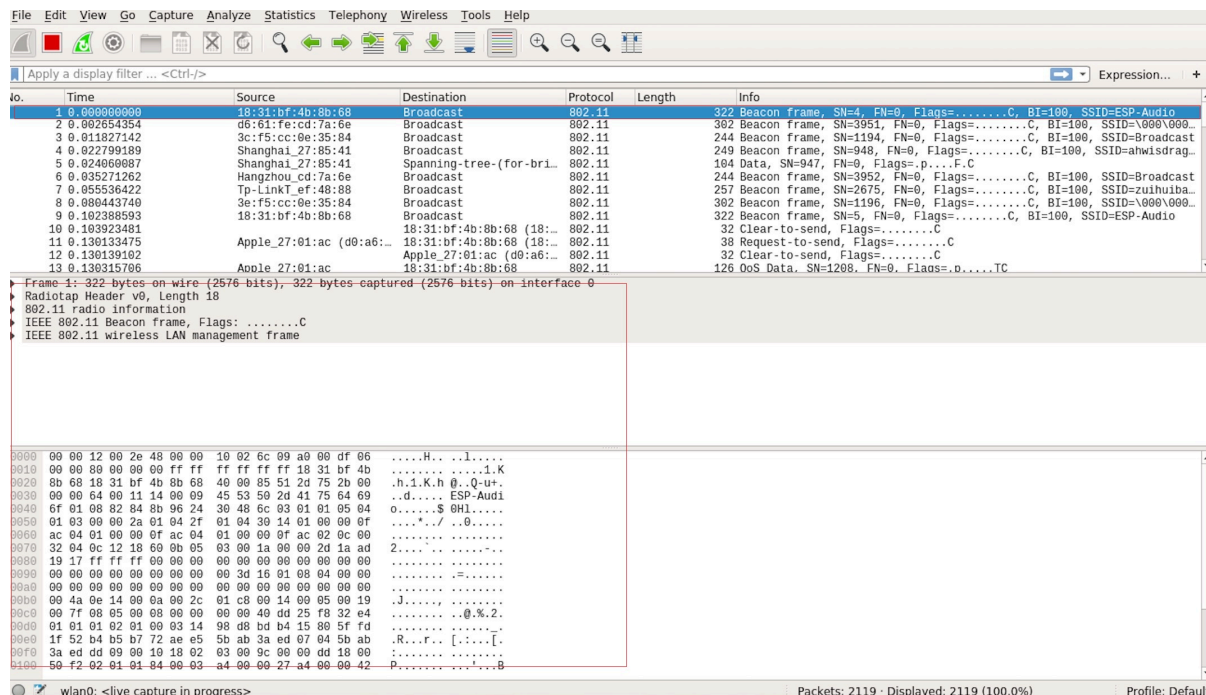 File Edit View Go Capture Analyze Statistics Telephony Wireless Tools Help
Apply a display filter ... <Ctrl-/> Expression... +
No. Time Source Destination Protocol Length Info
1 0.000000000 18:31:bf:4b:8b:68 Broadcast 802.11 322 Beacon frame, SN=4, FN=0, Flags=........C, BI=100, SSID=ESP-Audio
2 0.002654354 d6:61:fe:cd:7a:6e Broadcast 802.11 302 Beacon frame, SN=3951, FN=0, Flags=........C, BI=100, SSID=\000\000…
3 0.011827142 3c:f5:cc:0e:35:84 Broadcast 802.11 244 Beacon frame, SN=1194, FN=0, Flags=........C, BI=100, SSID=Broadcast
4 0.022799189 Shanghai_27:85:41 Broadcast 802.11 249 Beacon frame, SN=948, FN=0, Flags=........C, BI=100, SSID=ahwisdrag…
5 0.024060087 Shanghai_27:85:41 Spanning-tree-(for-bri… 802.11 104 Data, SN=947, FN=0, Flags=.p....F.C
6 0.035271262 Hangzhou_cd:7a:6e Broadcast 802.11 244 Beacon frame, SN=3952, FN=0, Flags=........C, BI=100, SSID=Broadcast
7 0.055536422 Tp-LinkT_ef:48:88 Broadcast 802.11 257 Beacon frame, SN=2675, FN=0, Flags=........C, BI=100, SSID=zuihuiba…
8 0.080443740 3e:f5:cc:0e:35:84 Broadcast 802.11 302 Beacon frame, SN=1196, FN=0, Flags=........C, BI=100, SSID=\000\000…
9 0.102388593 18:31:bf:4b:8b:68 Broadcast 802.11 322 Beacon frame, SN=5, FN=0, Flags=........C, BI=100, SSID=ESP-Audio
10 0.103923481 18:31:bf:4b:8b:68 (18:… 802.11 32 Clear-to-send, Flags=........C
11 0.130133475 Apple_27:01:ac (d0:a6:… 18:31:bf:4b:8b:68 (18:… 802.11 38 Request-to-send, Flags=........C
12 0.130139102 Apple_27:01:ac (d0:a6:… 802.11 32 Clear-to-send, Flags=........C
13 0.130315706 Apple_27:01:ac 18:31:bf:4b:8b:68 802.11 126 QoS Data, SN=1208, FN=0, Flags=.p.....TC
Frame 1: 322 bytes on wire (2576 bits), 322 bytes captured (2576 bits) on interface 0
Radiotap Header v0, Length 18
802.11 radio information
IEEE 802.11 Beacon frame, Flags: ........C
IEEE 802.11 wireless LAN management frame
0000 00 00 12 00 2e 48 00 00 10 02 6c 09 a0 00 df 06 .....H.. ..l.....
0010 00 00 80 00 00 00 ff ff ff ff ff ff 18 31 bf 4b ........ .....1.K
0020 8b 68 18 31 bf 4b 8b 68 40 00 85 51 2d 75 2b 00 .h.1.K.h @..Q-u+.
0030 00 00 64 00 11 14 00 09 45 53 50 2d 41 75 64 69 ..d..... ESP-Audi
0040 6f 01 08 82 84 8b 96 24 30 48 6c 03 01 01 05 04 o......$ 0Hl.....
0050 01 03 00 00 2a 01 04 2f 01 04 30 14 01 00 00 0f ....*../ ..0.....
0060 ac 04 01 00 00 0f ac 04 01 00 00 0f ac 02 0c 00 ........ ........
0070 32 04 0c 12 18 60 0b 05 03 00 1a 00 00 2d 1a ad 2....`.. .....-..
0080 19 17 ff ff ff 00 00 00 00 00 00 00 00 00 00 00 ........ ........
0090 00 00 00 00 00 00 00 00 00 3d 16 01 08 04 00 00 ........ .=......
00a0 00 00 00 00 00 00 00 00 00 00 00 00 00 00 00 00 ........ ........
00b0 00 4a 0e 14 00 0a 00 2c 01 c8 00 14 00 05 00 19 .J....., ........
00c0 00 7f 08 05 00 08 00 00 00 00 40 dd 25 f8 32 e4 ........ ..@.%.2.
00d0 01 01 01 02 01 00 03 14 98 d8 bd b4 15 80 5f fd ........ ......_.
00e0 1f 52 b4 b5 b7 72 ae e5 5b ab 3a ed 07 04 5b ab .R...r.. [.:...[.
00f0 3a ed dd 09 00 10 18 02 03 00 9c 00 00 dd 18 00 :....... ........
0100 50 f2 02 01 01 84 00 03 a4 00 00 27 a4 00 00 42 P....... ...'...B
wlan0: <live capture in progress> Packets: 2119 · Displayed: 2119 (100.0%) Profile: Defaul